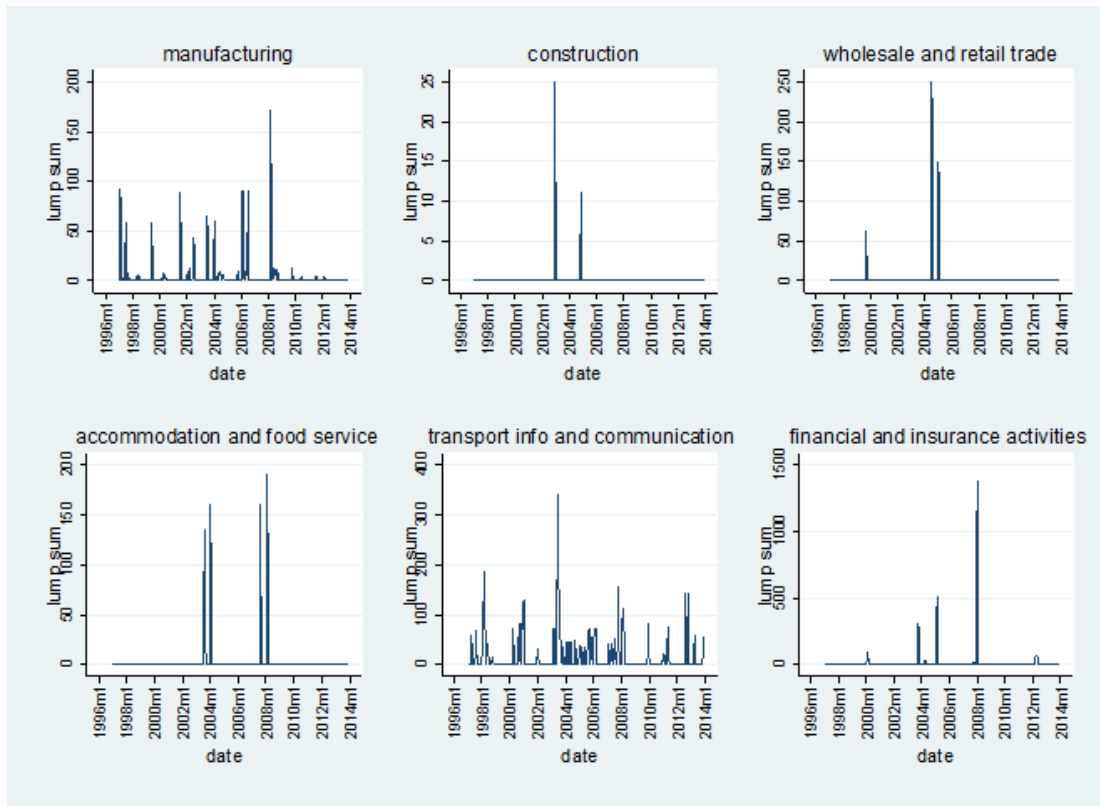 manufacturing
lump sum
0 50 100 150 200
1996m1 1998m1 2000m1 2002m1 2004m1 2006m1 2008m1 2010m1 2012m1 2014m1
date
construction
lump sum
0 5 10 15 20 25
1996m1 1998m1 2000m1 2002m1 2004m1 2006m1 2008m1 2010m1 2012m1 2014m1
date
wholesale and retail trade
lump sum
0 50 100 150 200 250
1996m1 1998m1 2000m1 2002m1 2004m1 2006m1 2008m1 2010m1 2012m1 2014m1
date
accommodation and food service
lump sum
0 50 100 150 200
1996m1 1998m1 2000m1 2002m1 2004m1 2006m1 2008m1 2010m1 2012m1 2014m1
date
transport info and communication
lump sum
0 100 200 300 400
1996m1 1998m1 2000m1 2002m1 2004m1 2006m1 2008m1 2010m1 2012m1 2014m1
date
financial and insurance activities
lump sum
0 500 1000 1500
1996m1 1998m1 2000m1 2002m1 2004m1 2006m1 2008m1 2010m1 2012m1 2014m1
date